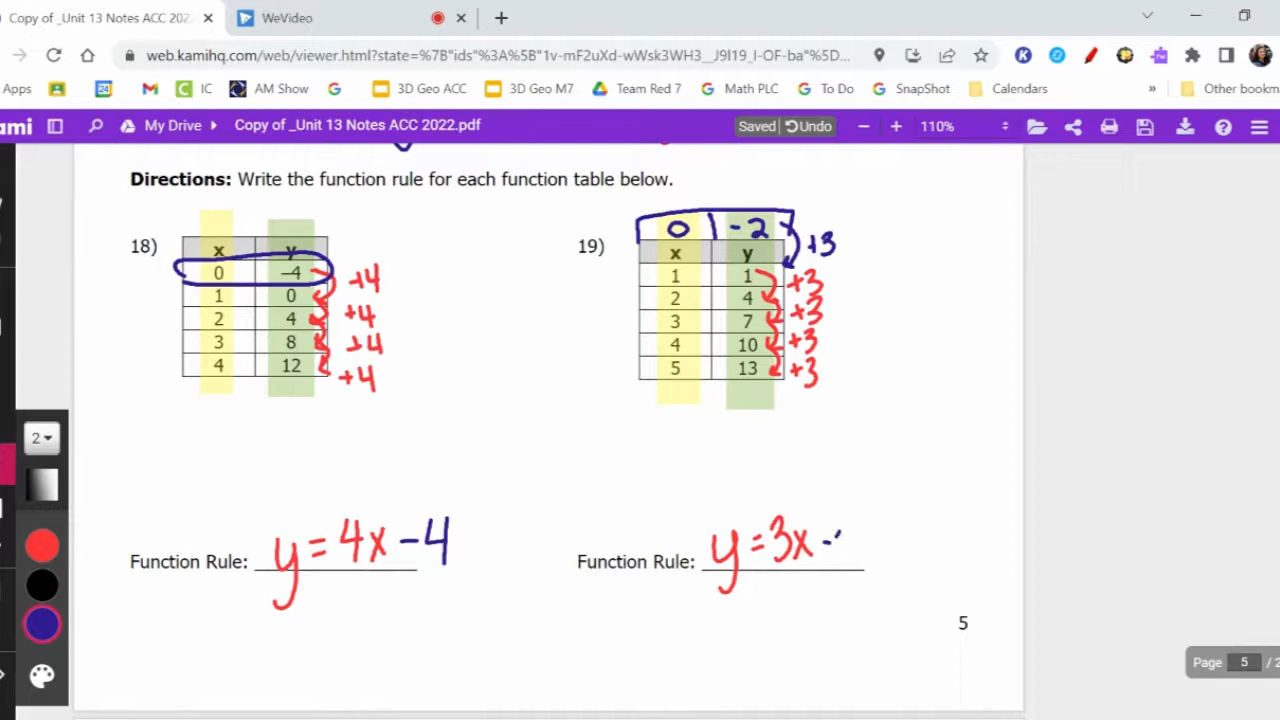 Copy of _Unit 13 Notes ACC 202
WeVideo
web.kamihq.com/web/viewer.html?state=%7B"ids"%3A%5B"1v-mF2uXd-wWsk3WH3__J9I19_I-OF-ba"%5D...
Apps
IC
AM Show
3D Geo ACC
3D Geo M7
Team Red 7
Math PLC
To Do
SnapShot
Calendars
»
Other bookm
ami
My Drive
Copy of _Unit 13 Notes ACC 2022.pdf
Saved
Undo
110%
Directions: Write the function rule for each function table below.
18)
x y
0 –4
1 0
2 4
3 8
4 12
+4
+4
+4
+4
19)
0 -2
x y
1 1
2 4
3 7
4 10
5 13
+3
+3
+3
+3
+3
Function Rule: y = 4x - 4
Function Rule: y = 3x -
5
2
Page 5 / 2